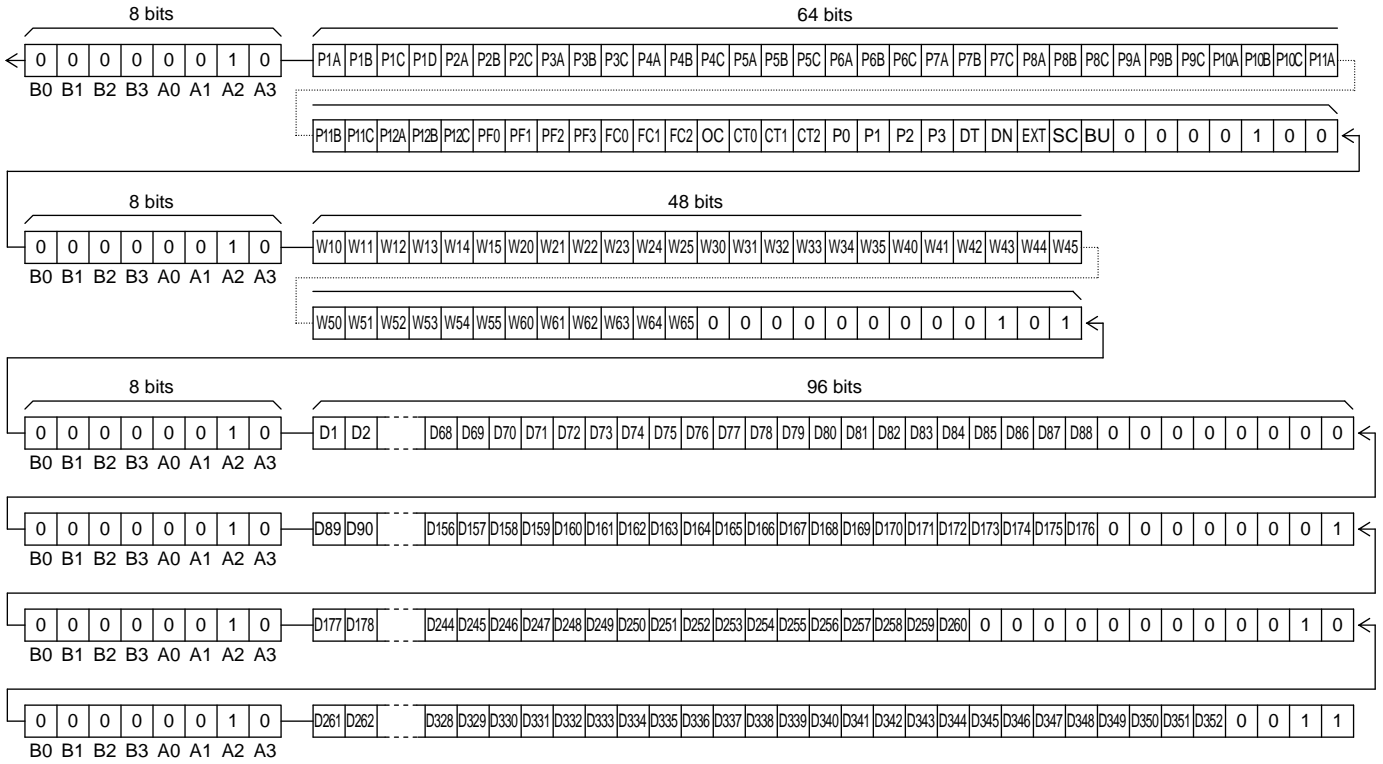 8 bits 64 bits
0 0 0 0 0 0 1 0 P1A P1B P1C P1D P2A P2B P2C P3A P3B P3C P4A P4B P4C P5A P5B P5C P6A P6B P6C P7A P7B P7C P8A P8B P8C P9A P9B P9C P10A P10B P10C P11A
B0 B1 B2 B3 A0 A1 A2 A3
P11B P11C P12A P12B P12C PF0 PF1 PF2 PF3 FC0 FC1 FC2 OC CT0 CT1 CT2 P0 P1 P2 P3 DT DN EXT SC BU 0 0 0 0 1 0 0
8 bits 48 bits
0 0 0 0 0 0 1 0 W10 W11 W12 W13 W14 W15 W20 W21 W22 W23 W24 W25 W30 W31 W32 W33 W34 W35 W40 W41 W42 W43 W44 W45
B0 B1 B2 B3 A0 A1 A2 A3
W50 W51 W52 W53 W54 W55 W60 W61 W62 W63 W64 W65 0 0 0 0 0 0 0 0 0 1 0 1
8 bits 96 bits
0 0 0 0 0 0 1 0 D1 D2 D68 D69 D70 D71 D72 D73 D74 D75 D76 D77 D78 D79 D80 D81 D82 D83 D84 D85 D86 D87 D88 0 0 0 0 0 0 0 0
B0 B1 B2 B3 A0 A1 A2 A3
0 0 0 0 0 0 1 0 D89 D90 D156 D157 D158 D159 D160 D161 D162 D163 D164 D165 D166 D167 D168 D169 D170 D171 D172 D173 D174 D175 D176 0 0 0 0 0 0 0 1
B0 B1 B2 B3 A0 A1 A2 A3
0 0 0 0 0 0 1 0 D177 D178 D244 D245 D246 D247 D248 D249 D250 D251 D252 D253 D254 D255 D256 D257 D258 D259 D260 0 0 0 0 0 0 0 0 0 0 1 0
B0 B1 B2 B3 A0 A1 A2 A3
0 0 0 0 0 0 1 0 D261 D262 D328 D329 D330 D331 D332 D333 D334 D335 D336 D337 D338 D339 D340 D341 D342 D343 D344 D345 D346 D347 D348 D349 D350 D351 D352 0 0 1 1
B0 B1 B2 B3 A0 A1 A2 A3